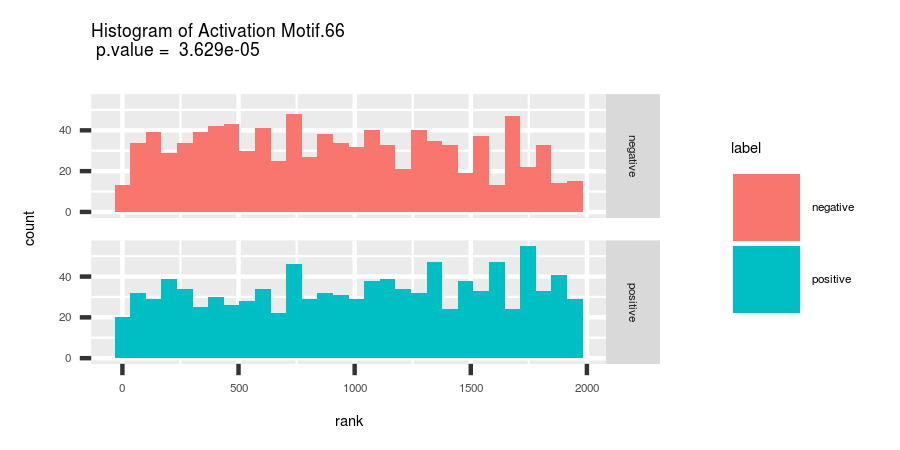 Histogram of Activation Motif.66
p.value = 3.629e-05
count
40
20
0
negative
40
20
0
positive
0 500 1000 1500 2000
rank
label
negative
positive